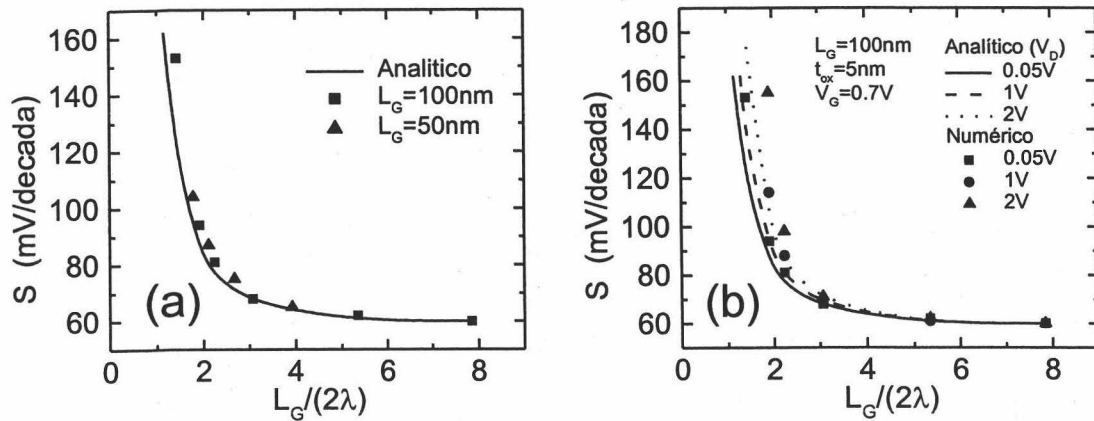 160
140
120
100
80
60
S (mV/decada)
Analitico
L_G=100nm
L_G=50nm
(a)
0 2 4 6 8
L_G/(2λ)
180
160
140
120
100
80
60
S (mV/decada)
L_G=100nm
t_ox=5nm
V_G=0.7V
Analítico (V_D)
0.05V
1V
2V
Numérico
0.05V
1V
2V
(b)
0 2 4 6 8
L_G/(2λ)